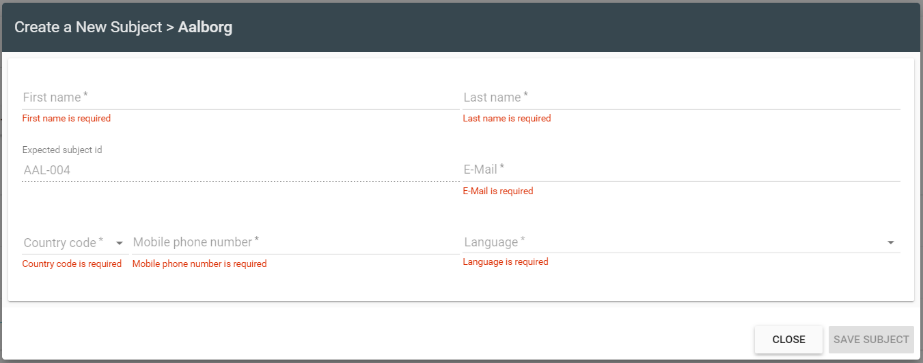 Create a New Subject > Aalborg
First name *
Last name *
First name is required
Last name is required
Expected subject id
AAL-004
E-Mail *
E-Mail is required
Country code *
Mobile phone number *
Language *
Country code is required
Mobile phone number is required
Language is required
CLOSE
SAVE SUBJECT